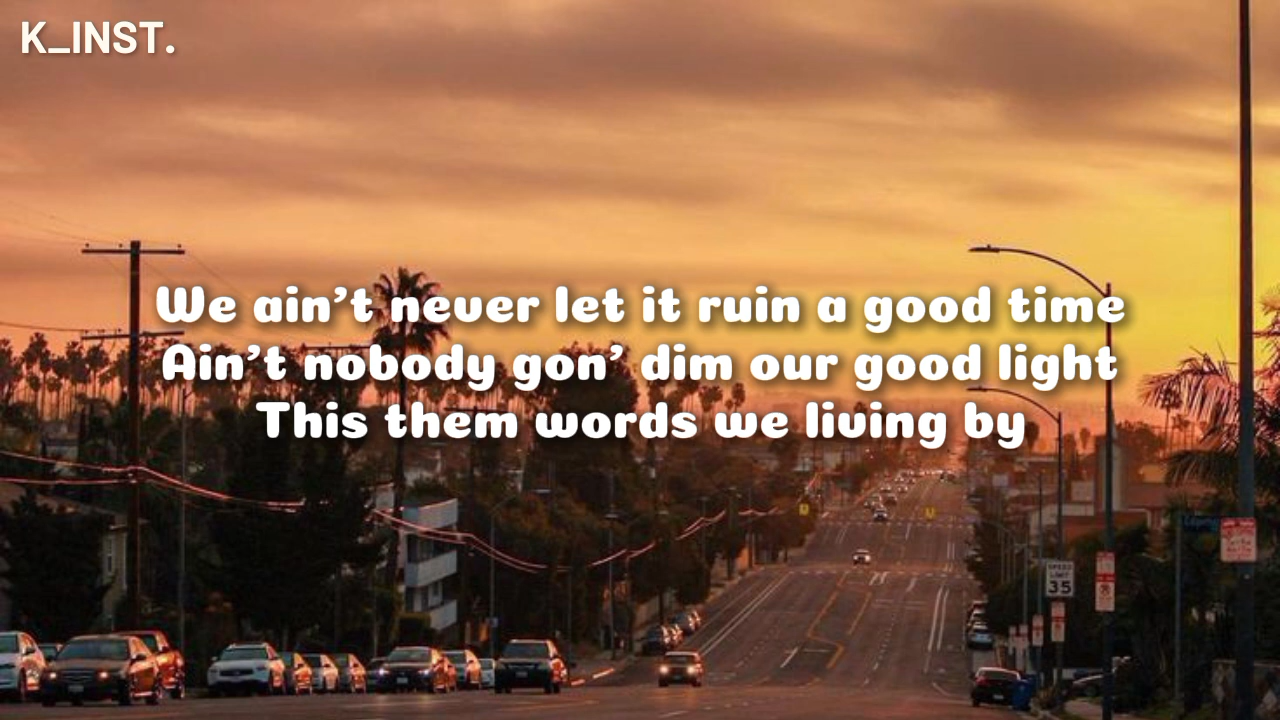 K_INST.
We ain't never let it ruin a good time
Ain't nobody gon' dim our good light
This them words we living by
SPEED
LIMIT
35